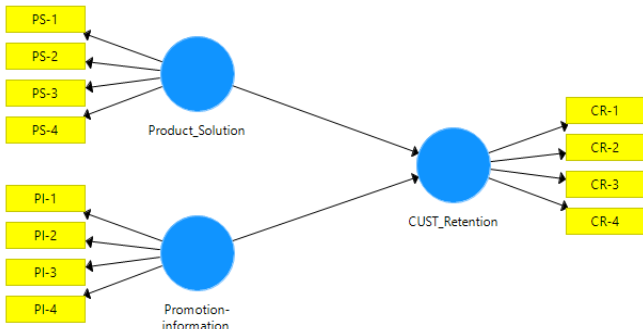 PS-1
PS-2
PS-3
PS-4
Product_Solution
PI-1
PI-2
PI-3
PI-4
Promotion-
information
CUST_Retention
CR-1
CR-2
CR-3
CR-4